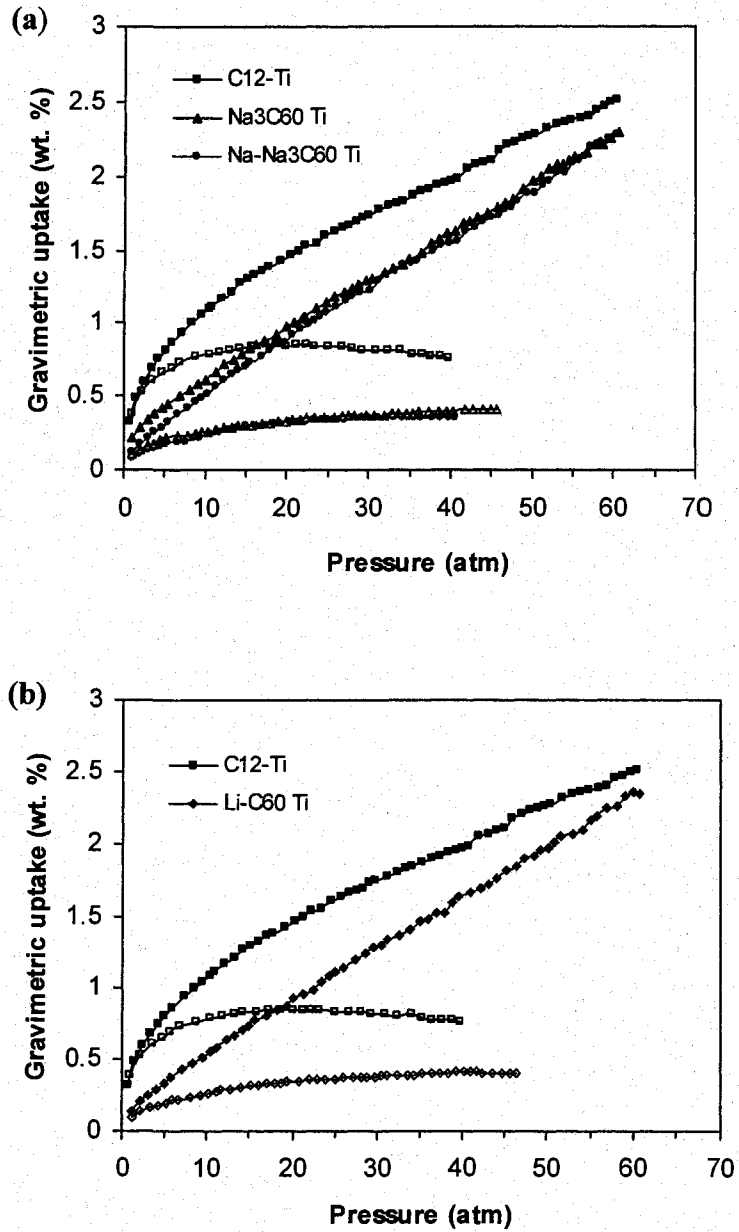 (a)
3
2.5
2
1.5
1
0.5
0
C12-Ti
Na3C60 Ti
Na-Na3C60 Ti
Gravimetric uptake (wt. %)
0 10 20 30 40 50 60 70
Pressure (atm)
(b)
3
2.5
2
1.5
1
0.5
0
C12-Ti
Li-C60 Ti
Gravimetric uptake (wt. %)
0 10 20 30 40 50 60 70
Pressure (atm)